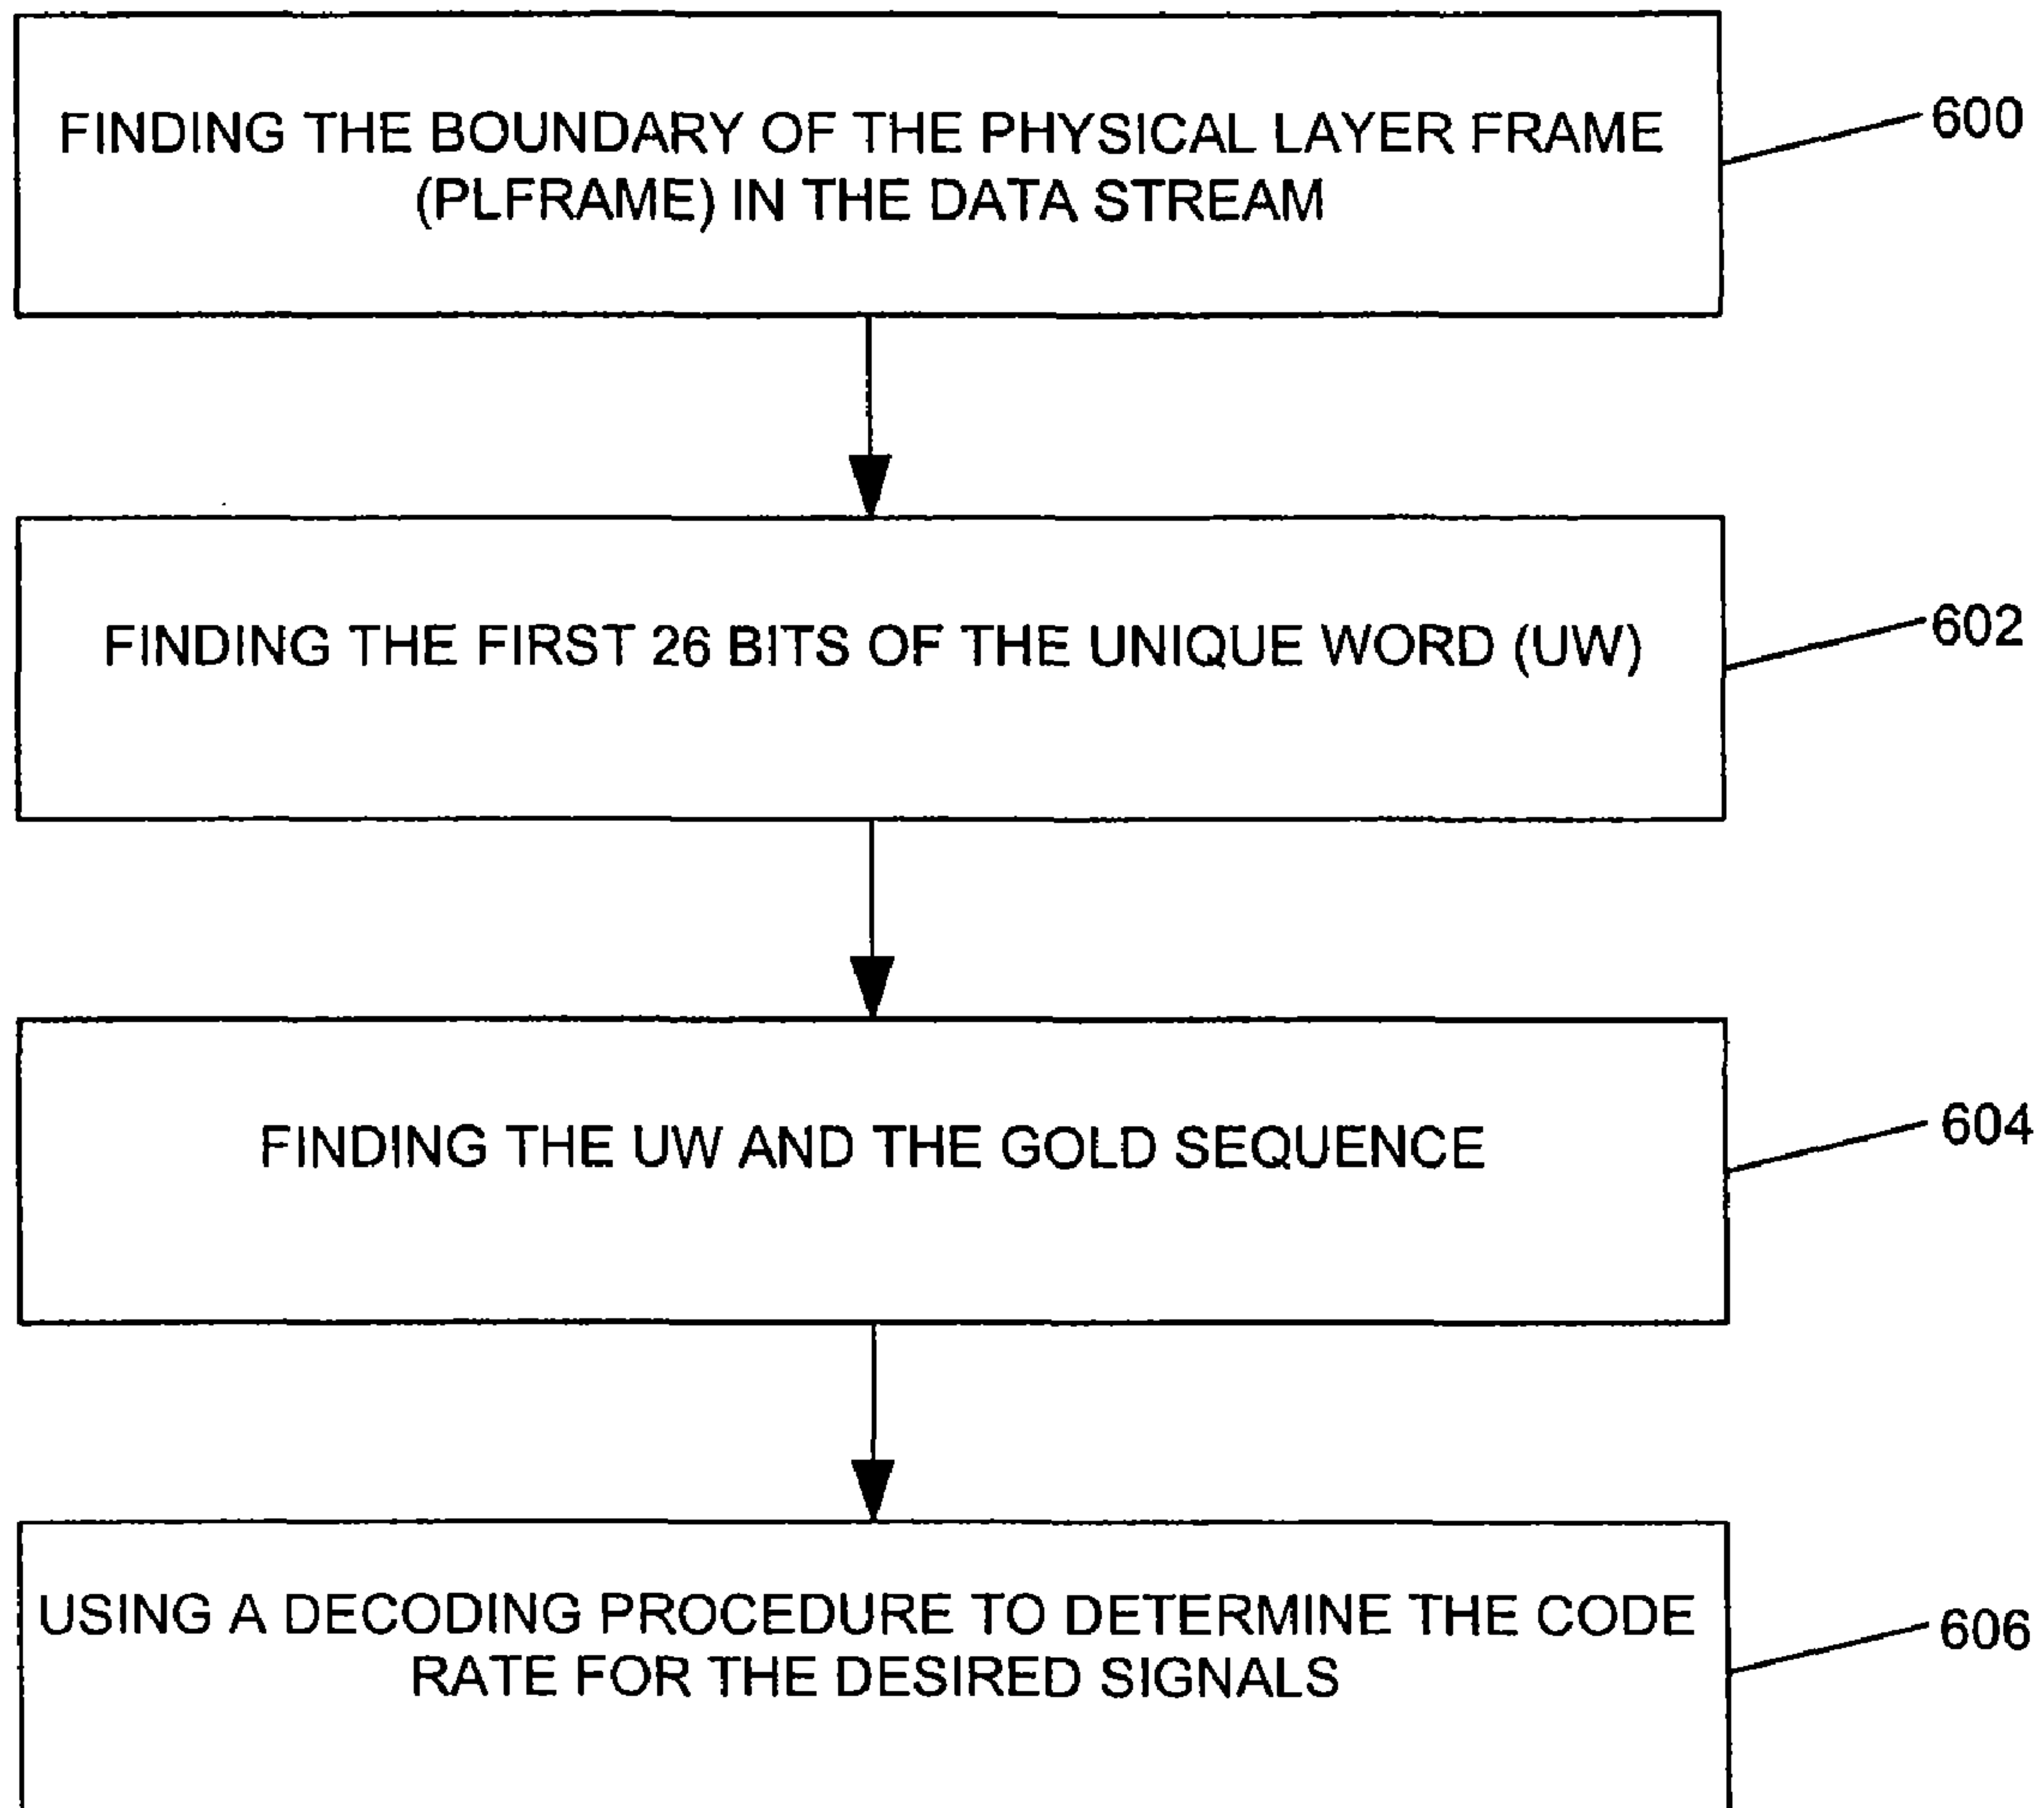 FINDING THE BOUNDARY OF THE PHYSICAL LAYER FRAME
(PLFRAME) IN THE DATA STREAM
600
FINDING THE FIRST 26 BITS OF THE UNIQUE WORD (UW)
602
FINDING THE UW AND THE GOLD SEQUENCE
604
USING A DECODING PROCEDURE TO DETERMINE THE CODE
RATE FOR THE DESIRED SIGNALS
606